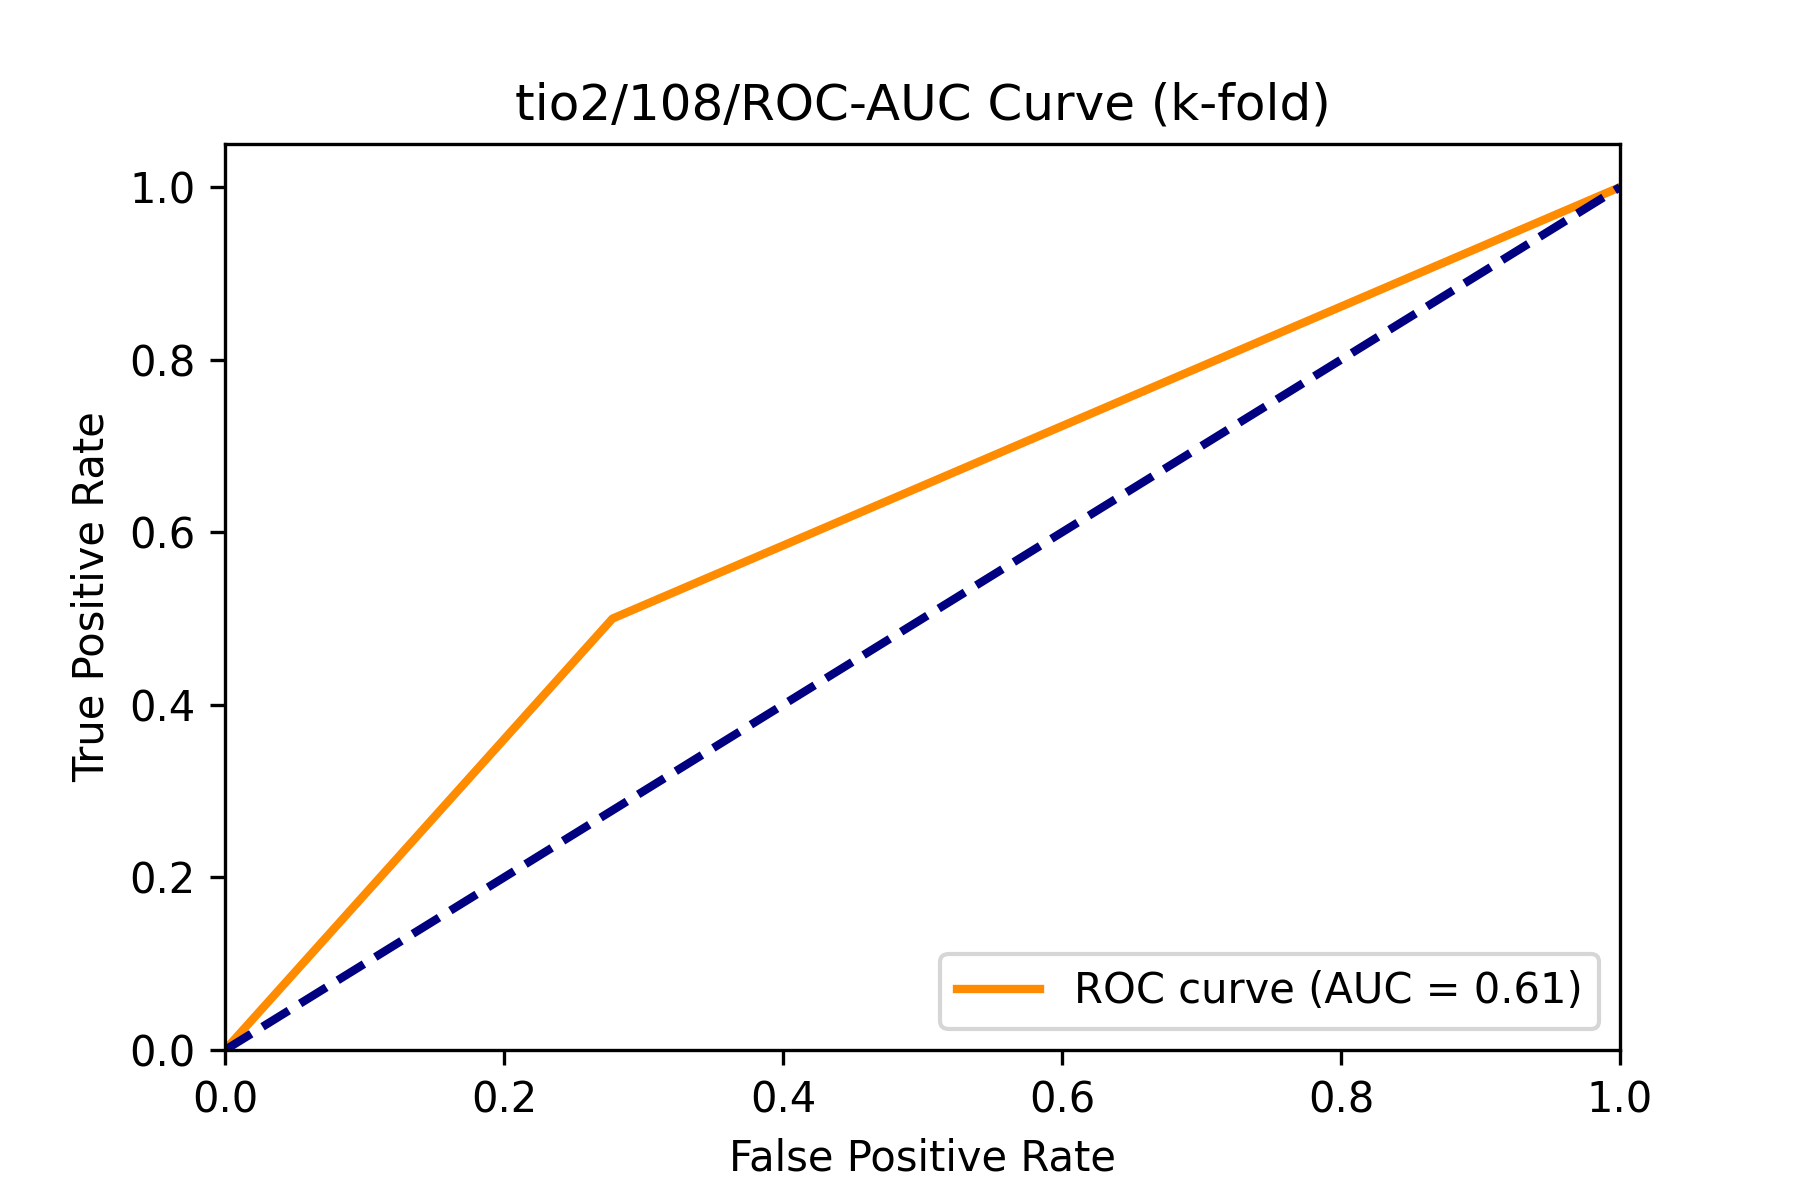 tio2/108/ROC-AUC Curve (k-fold)
1.0
0.8
0.6
0.4
0.2
0.0
True Positive Rate
ROC curve (AUC = 0.61)
0.0 0.2 0.4 0.6 0.8 1.0
False Positive Rate